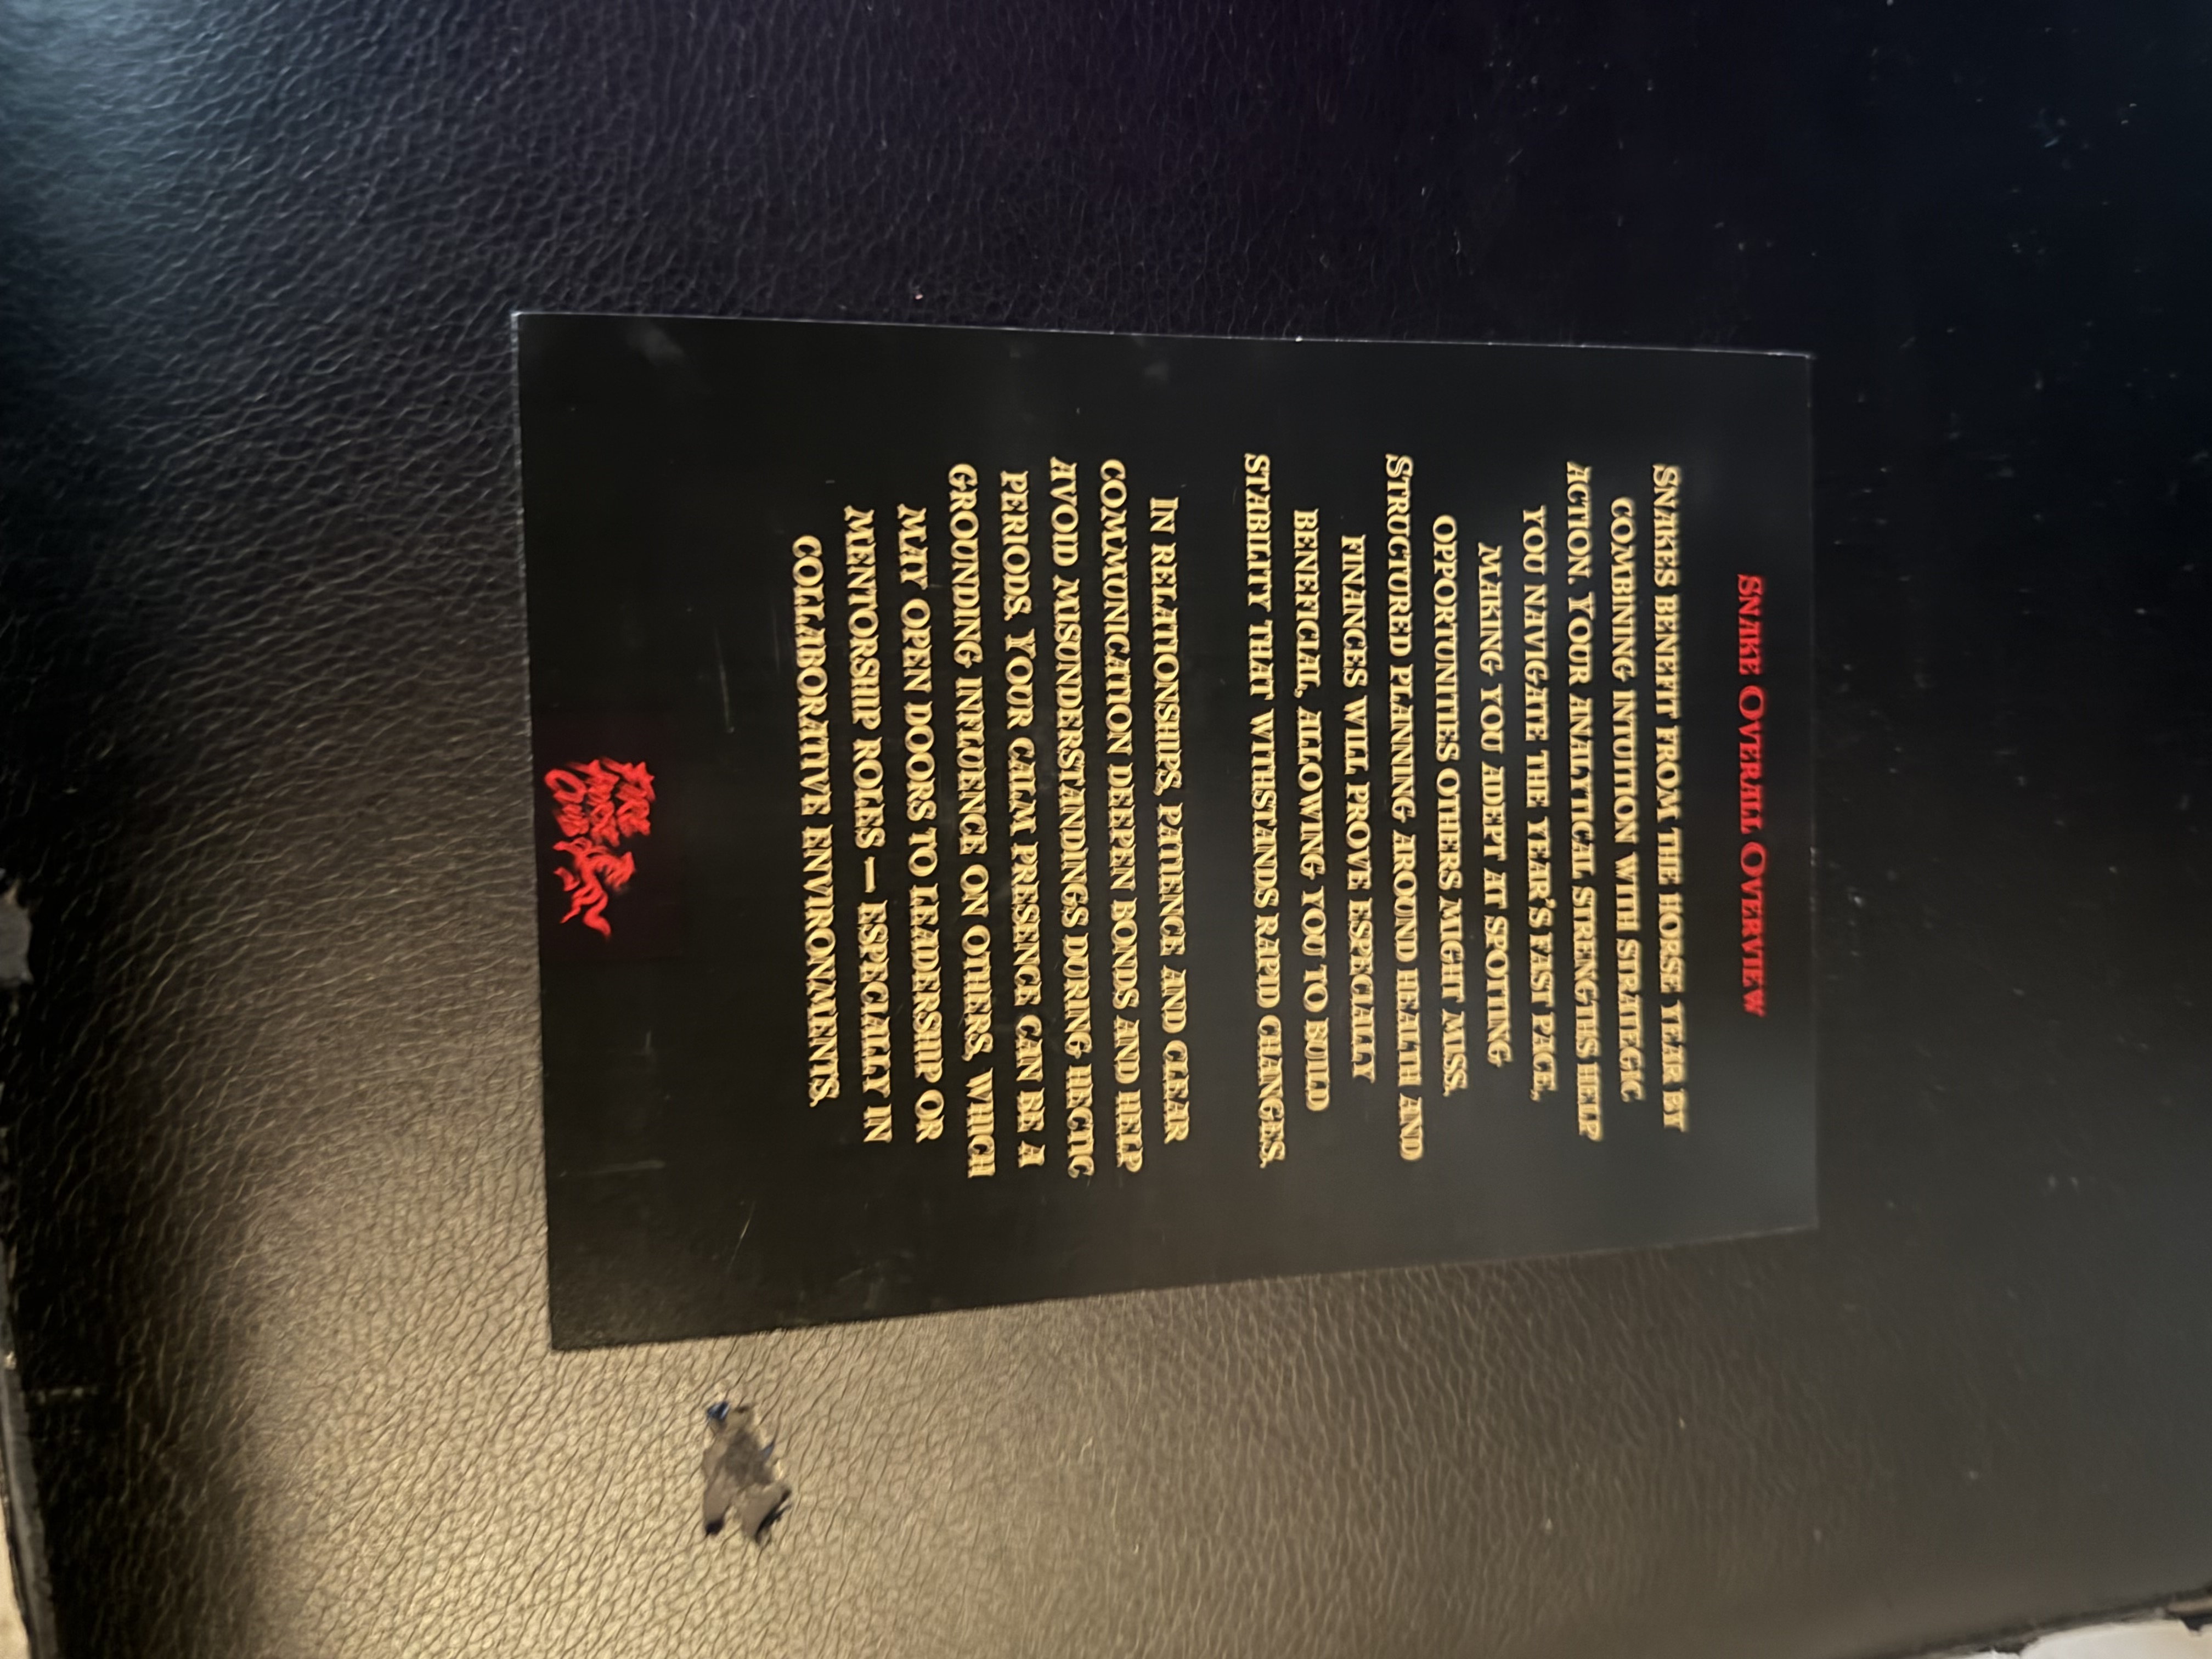 Snake Overall Overview
Snakes benefit from the Horse year by
combining intuition with strategic
action. Your analytical strengths help
you navigate the year's fast pace,
making you adept at spotting
opportunities others might miss.
Structured planning around health and
finances will prove especially
beneficial, allowing you to build
stability that withstands rapid changes.
In relationships, patience and clear
communication deepen bonds and help
avoid misunderstandings during hectic
periods. Your calm presence can be a
grounding influence on others, which
may open doors to leadership or
mentorship roles — especially in
collaborative environments.